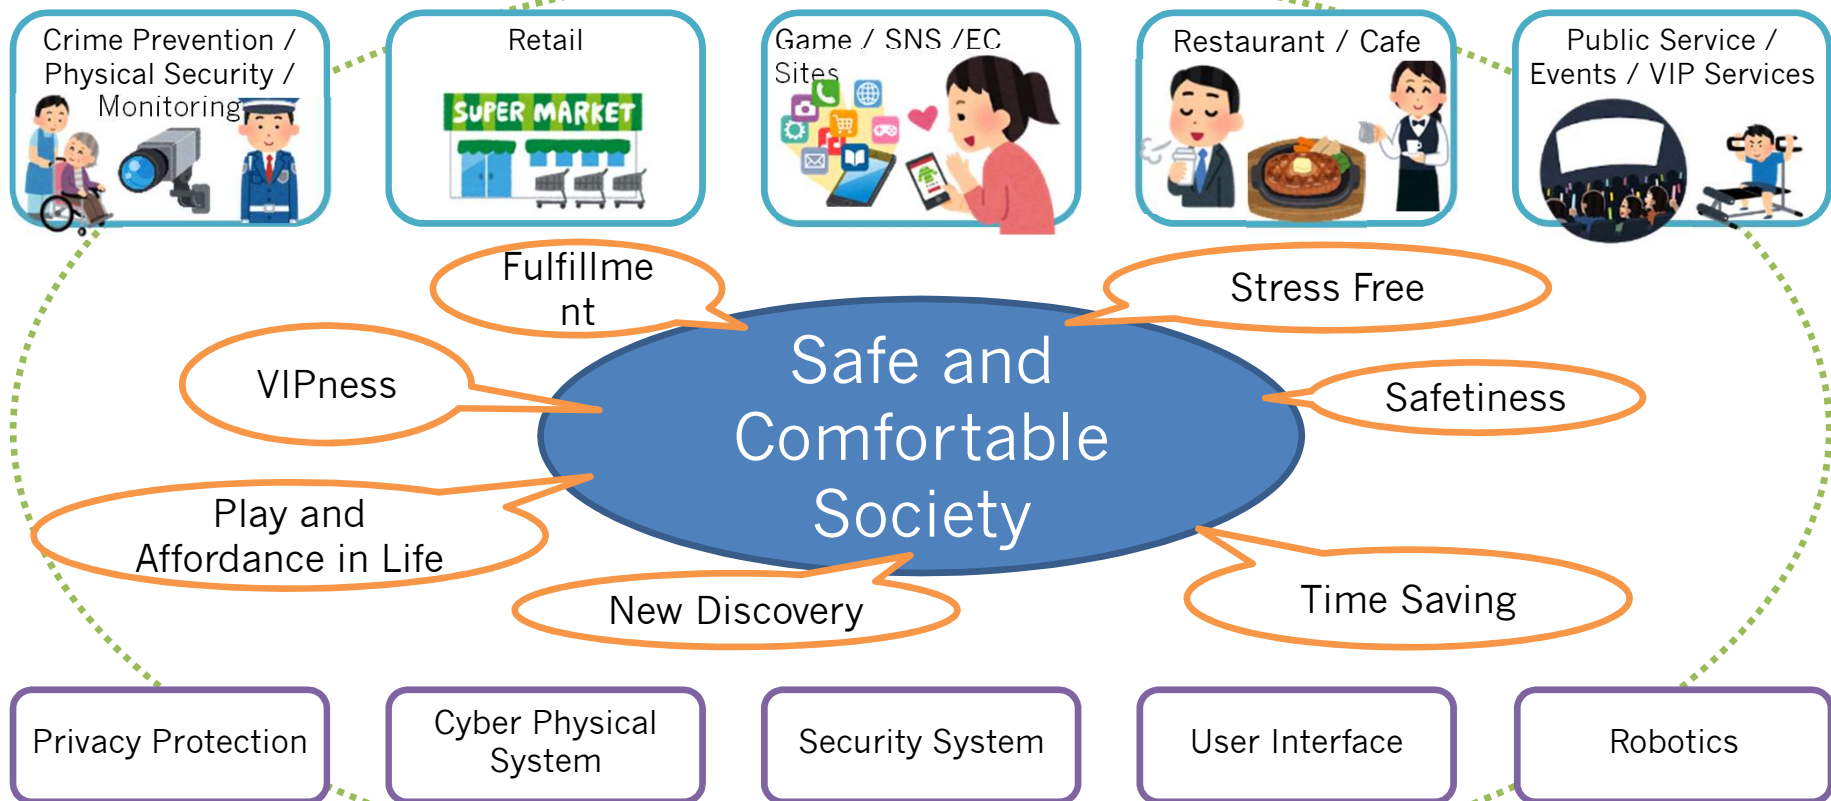 Crime Prevention /
Physical Security /
Monitoring
Retail
SUPER MARKET
Game / SNS /EC
Sites
Restaurant / Cafe
Public Service /
Events / VIP Services
Fulfillme
nt
Stress Free
VIPness
Safe and
Comfortable
Society
Safetiness
Play and
Affordance in Life
New Discovery
Time Saving
Privacy Protection
Cyber Physical
System
Security System
User Interface
Robotics